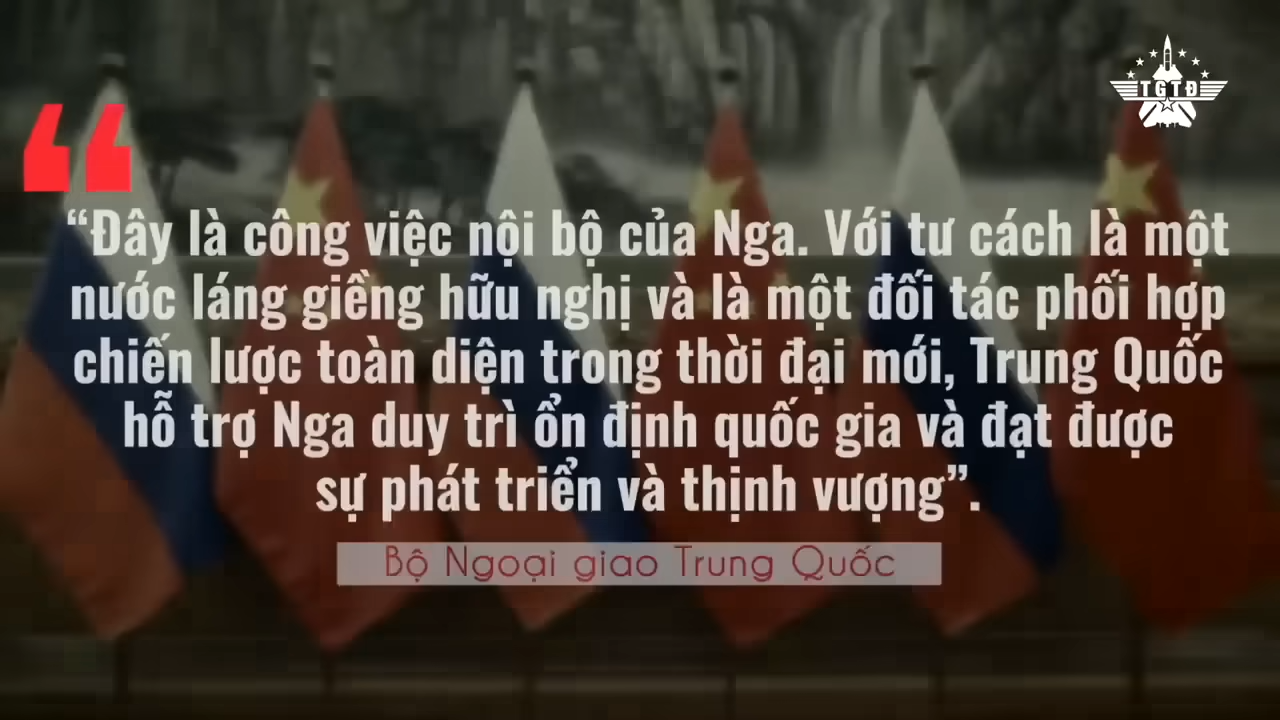 TGTĐ
“Đây là công việc nội bộ của Nga. Với tư cách là một
nước láng giềng hữu nghị và là một đối tác phối hợp
chiến lược toàn diện trong thời đại mới, Trung Quốc
hỗ trợ Nga duy trì ổn định quốc gia và đạt được
sự phát triển và thịnh vượng”.
Bộ Ngoại giao Trung Quốc